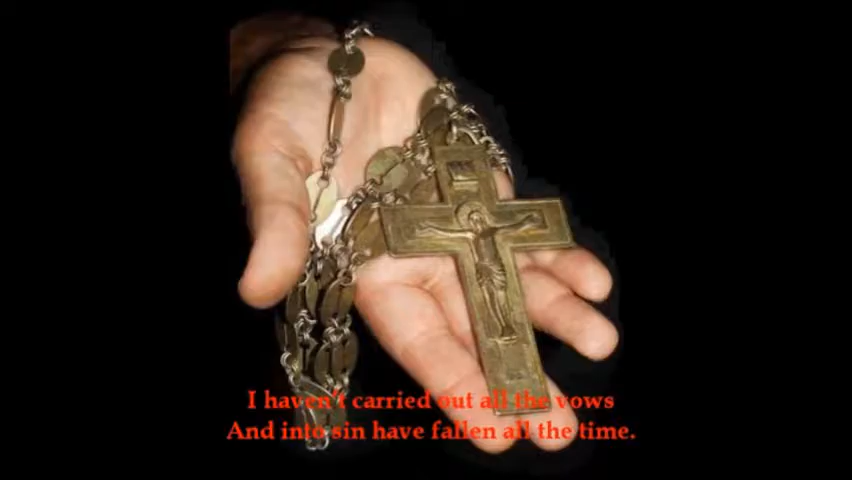 I haven't carried out all the vows
And into sin have fallen all the time.